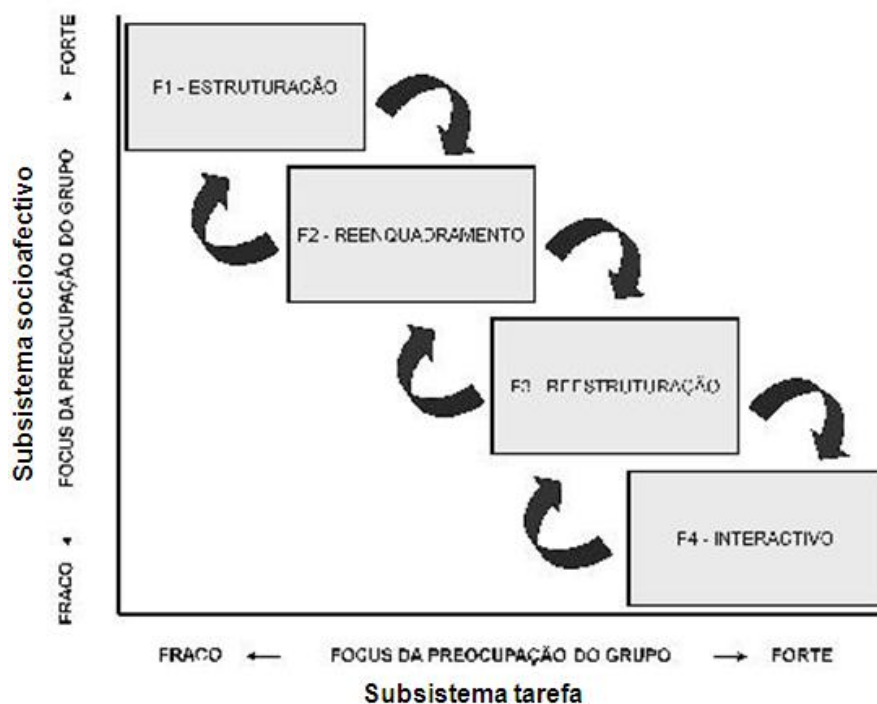 Subsistema socioafectivo
FRACO ◄ FOCUS DA PREOCUPAÇÃO DO GRUPO ► FORTE
F1 - ESTRUTURAÇÃO
F2 - REENQUADRAMENTO
F3 - REESTRUTURAÇÃO
F4 - INTERACTIVO
FRACO ← FOCUS DA PREOCUPAÇÃO DO GRUPO → FORTE
Subsistema tarefa